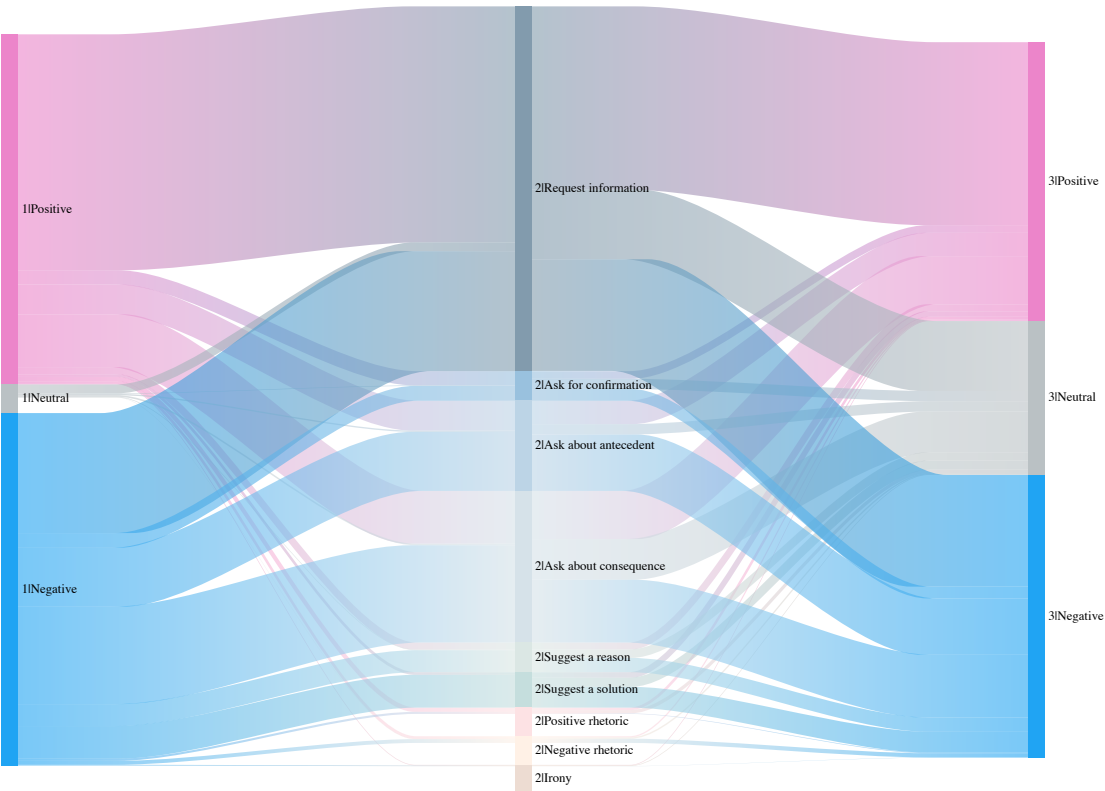 1|Positive
1|Neutral
1|Negative
2|Request information
2|Ask for confirmation
2|Ask about antecedent
2|Ask about consequence
2|Suggest a reason
2|Suggest a solution
2|Positive rhetoric
2|Negative rhetoric
2|Irony
3|Positive
3|Neutral
3|Negative